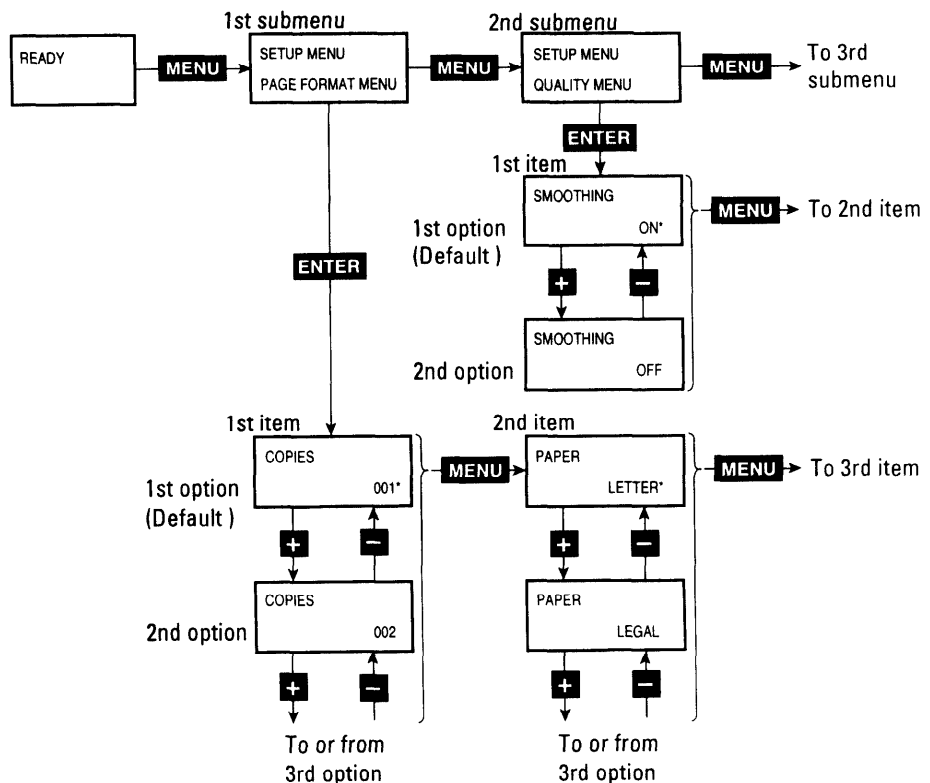 1st submenu
2nd submenu
READY
MENU
SETUP MENU
PAGE FORMAT MENU
MENU
SETUP MENU
QUALITY MENU
MENU
To 3rd
submenu
ENTER
1st item
SMOOTHING
ON*
1st option
(Default )
MENU
To 2nd item
ENTER
+
−
SMOOTHING
OFF
2nd option
1st item
2nd item
COPIES
001*
1st option
(Default )
MENU
PAPER
LETTER*
MENU
To 3rd item
+
−
+
−
COPIES
002
2nd option
PAPER
LEGAL
+
−
+
−
To or from
3rd option
To or from
3rd option